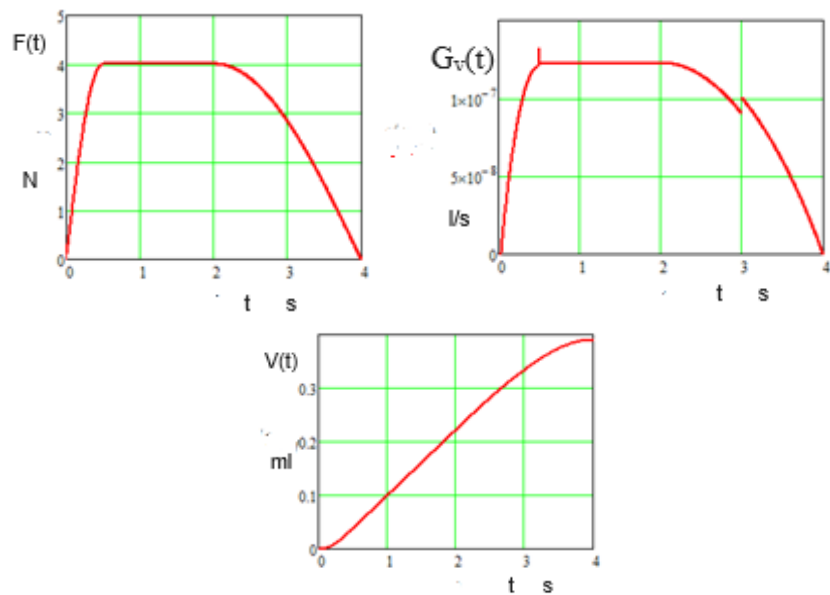 F(t)
N
5
4
3
2
1
0
0 1 2 3 4
t s
Gv(t)
l/s
1×10⁻⁷
5×10⁻⁸
0
0 1 2 3 4
t s
V(t)
ml
0.3
0.2
0.1
0
0 1 2 3 4
t s